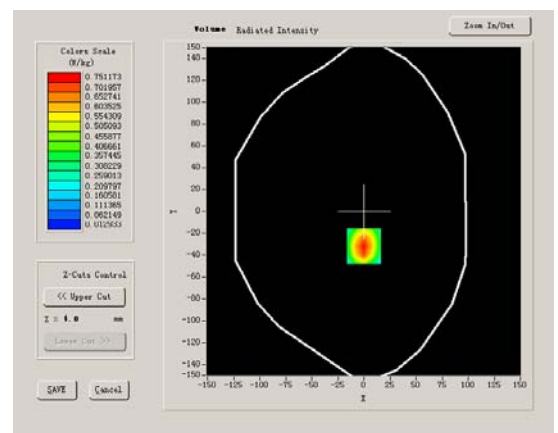 Volume Radiated Intensity
Zoom In/Out
Colors Scale
(W/kg)
0.751173
0.701957
0.652741
0.603525
0.554309
0.505093
0.455877
0.406661
0.357445
0.308229
0.259013
0.209797
0.160581
0.111365
0.062149
0.012933
Z-Cuts Control
<< Upper Cut
Z = 4.0 mm
Lower Cut >>
SAVE
Cancel
150
140
120
100
80
60
40
20
0
-20
-40
-60
-80
-100
-120
-140
-150
Y
-150 -125 -100 -75 -50 -25 0 25 50 75 100 125 150
X